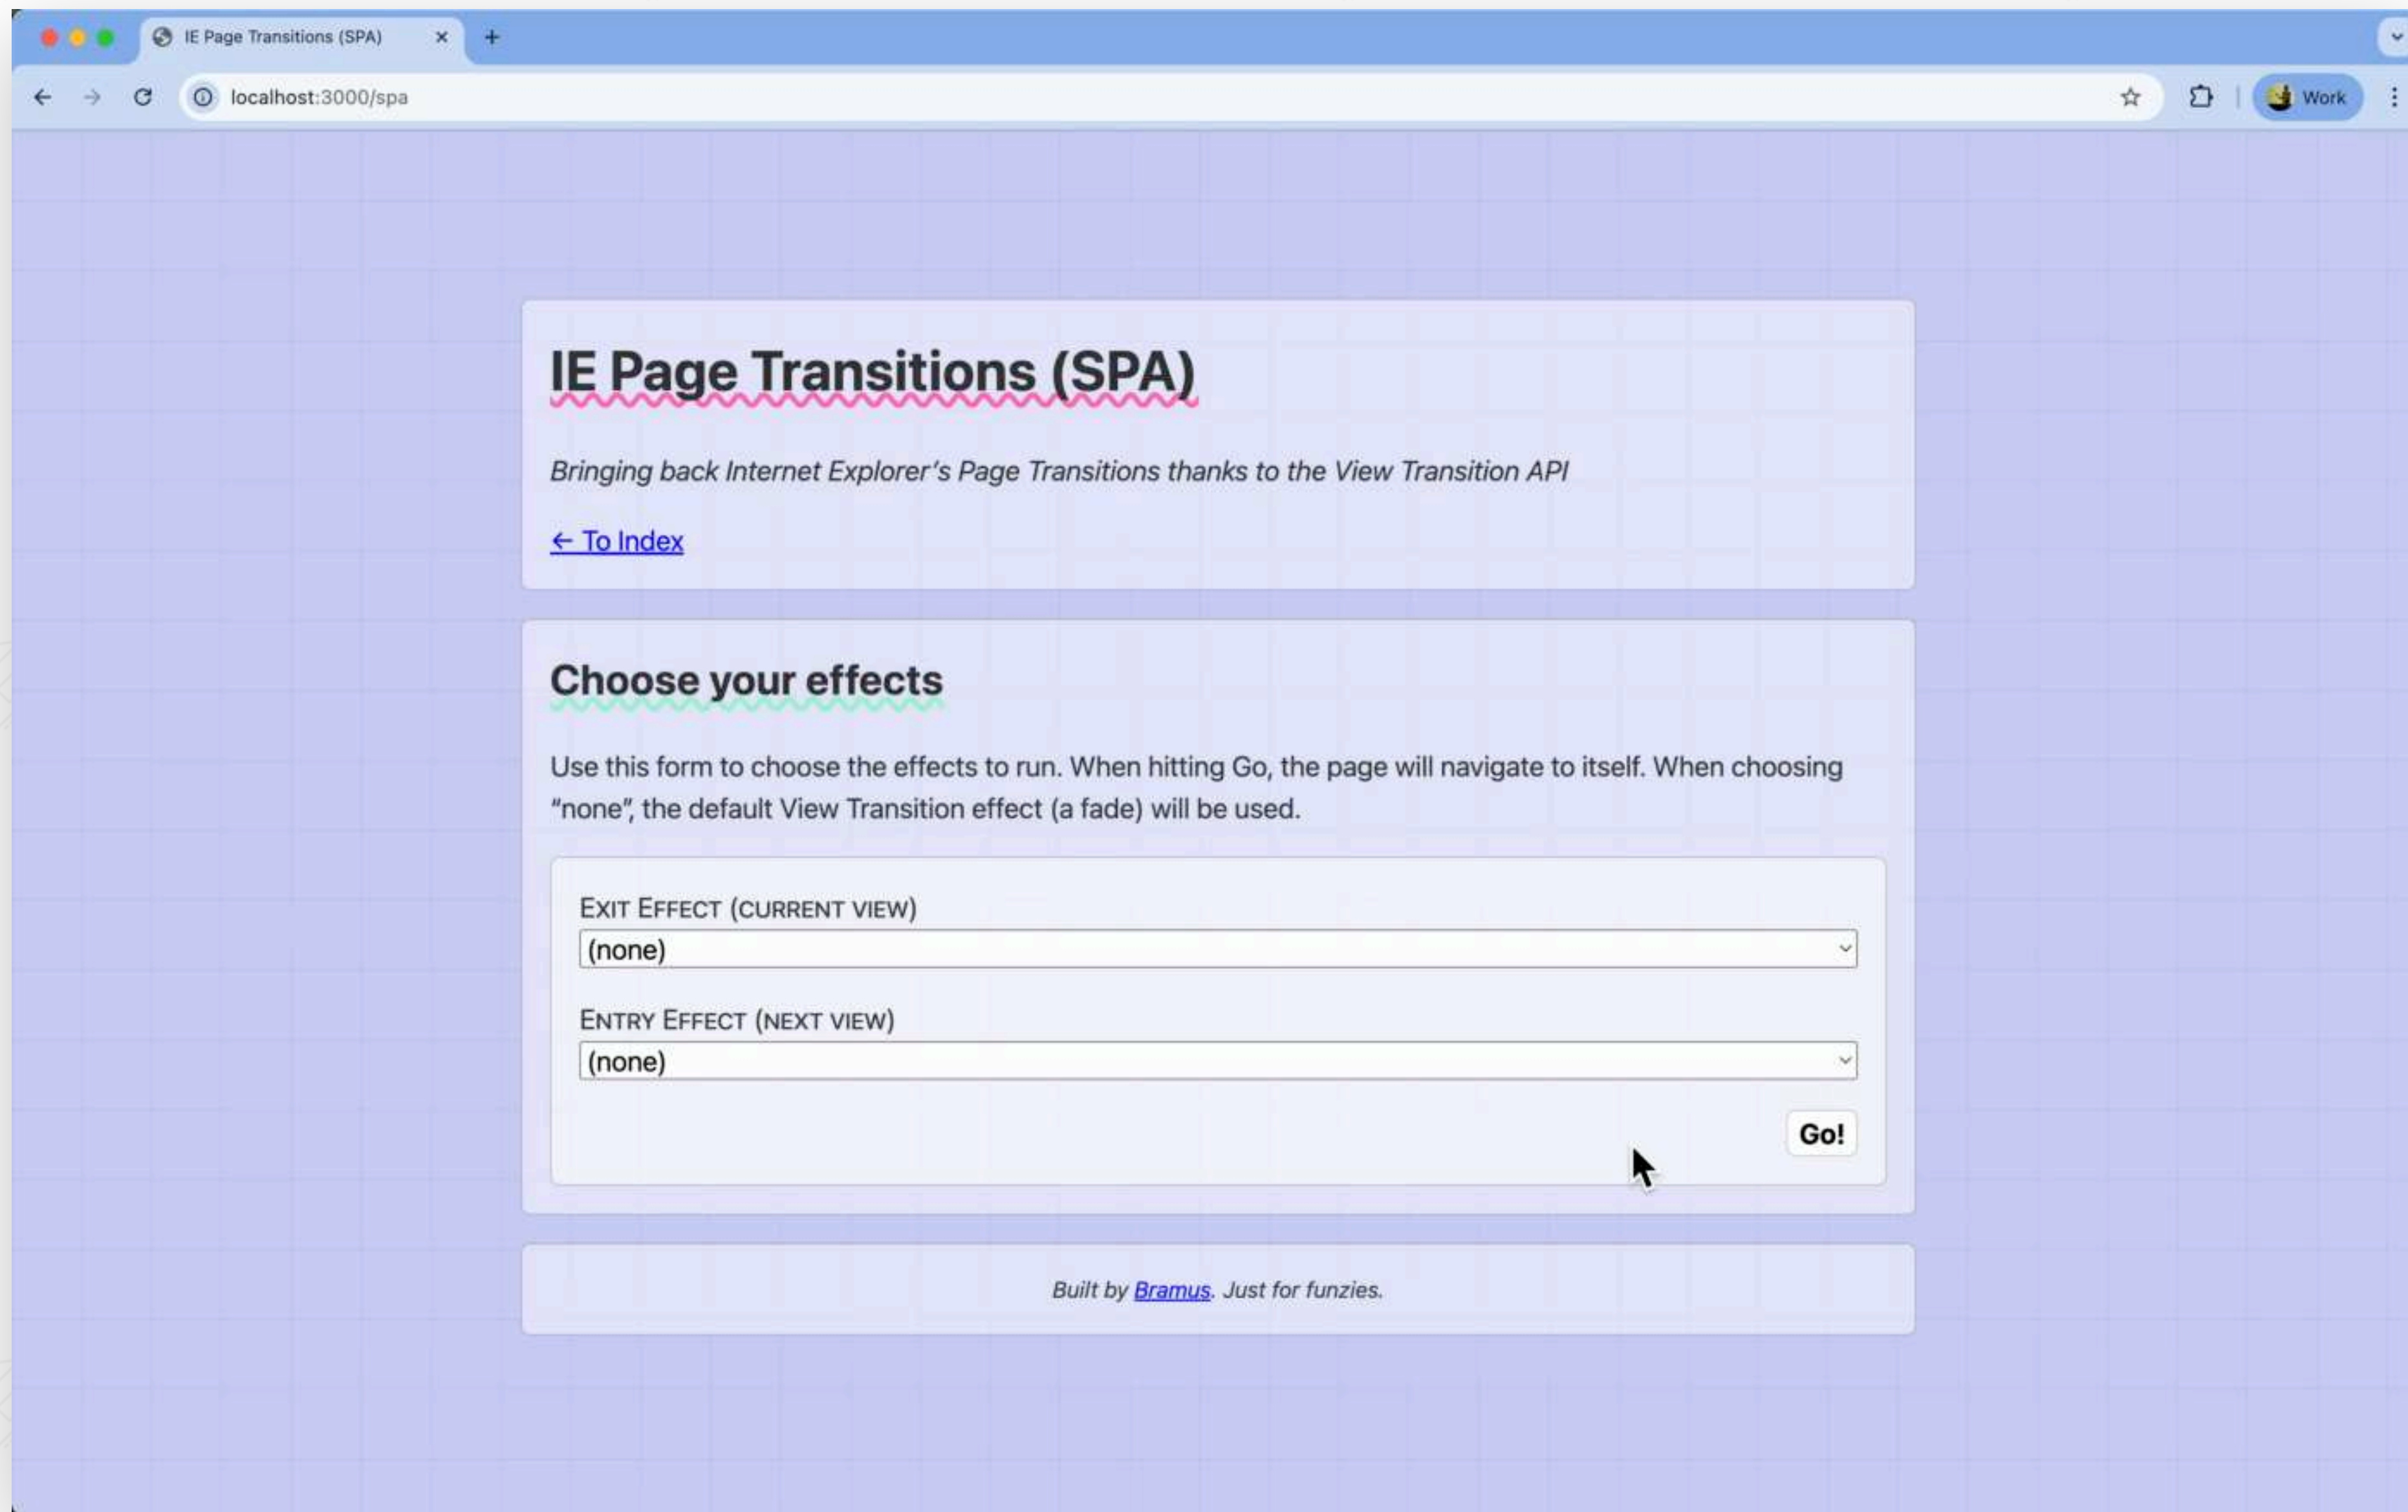 IE Page Transitions (SPA)
localhost:3000/spa
Work
IE Page Transitions (SPA)
Bringing back Internet Explorer’s Page Transitions thanks to the View Transition API
← To Index
Choose your effects
Use this form to choose the effects to run. When hitting Go, the page will navigate to itself. When choosing
“none”, the default View Transition effect (a fade) will be used.
Exit Effect (current view)
(none)
Entry Effect (next view)
(none)
Go!
Built by Bramus. Just for funzies.